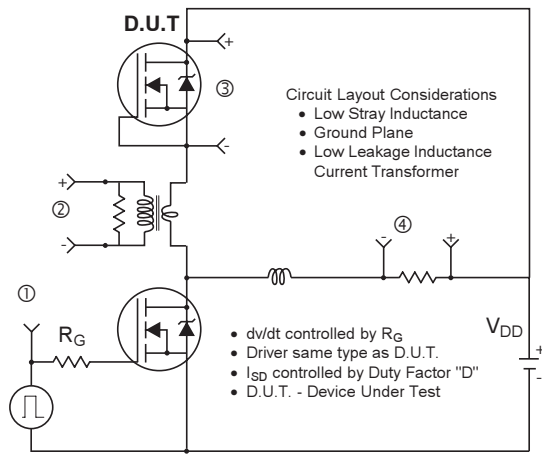 D.U.T
+
③
-
Circuit Layout Considerations
• Low Stray Inductance
• Ground Plane
• Low Leakage Inductance
Current Transformer
+
②
-
④
- +
①
RG
• dv/dt controlled by RG
• Driver same type as D.U.T.
• ISD controlled by Duty Factor "D"
• D.U.T. - Device Under Test
VDD
+
-